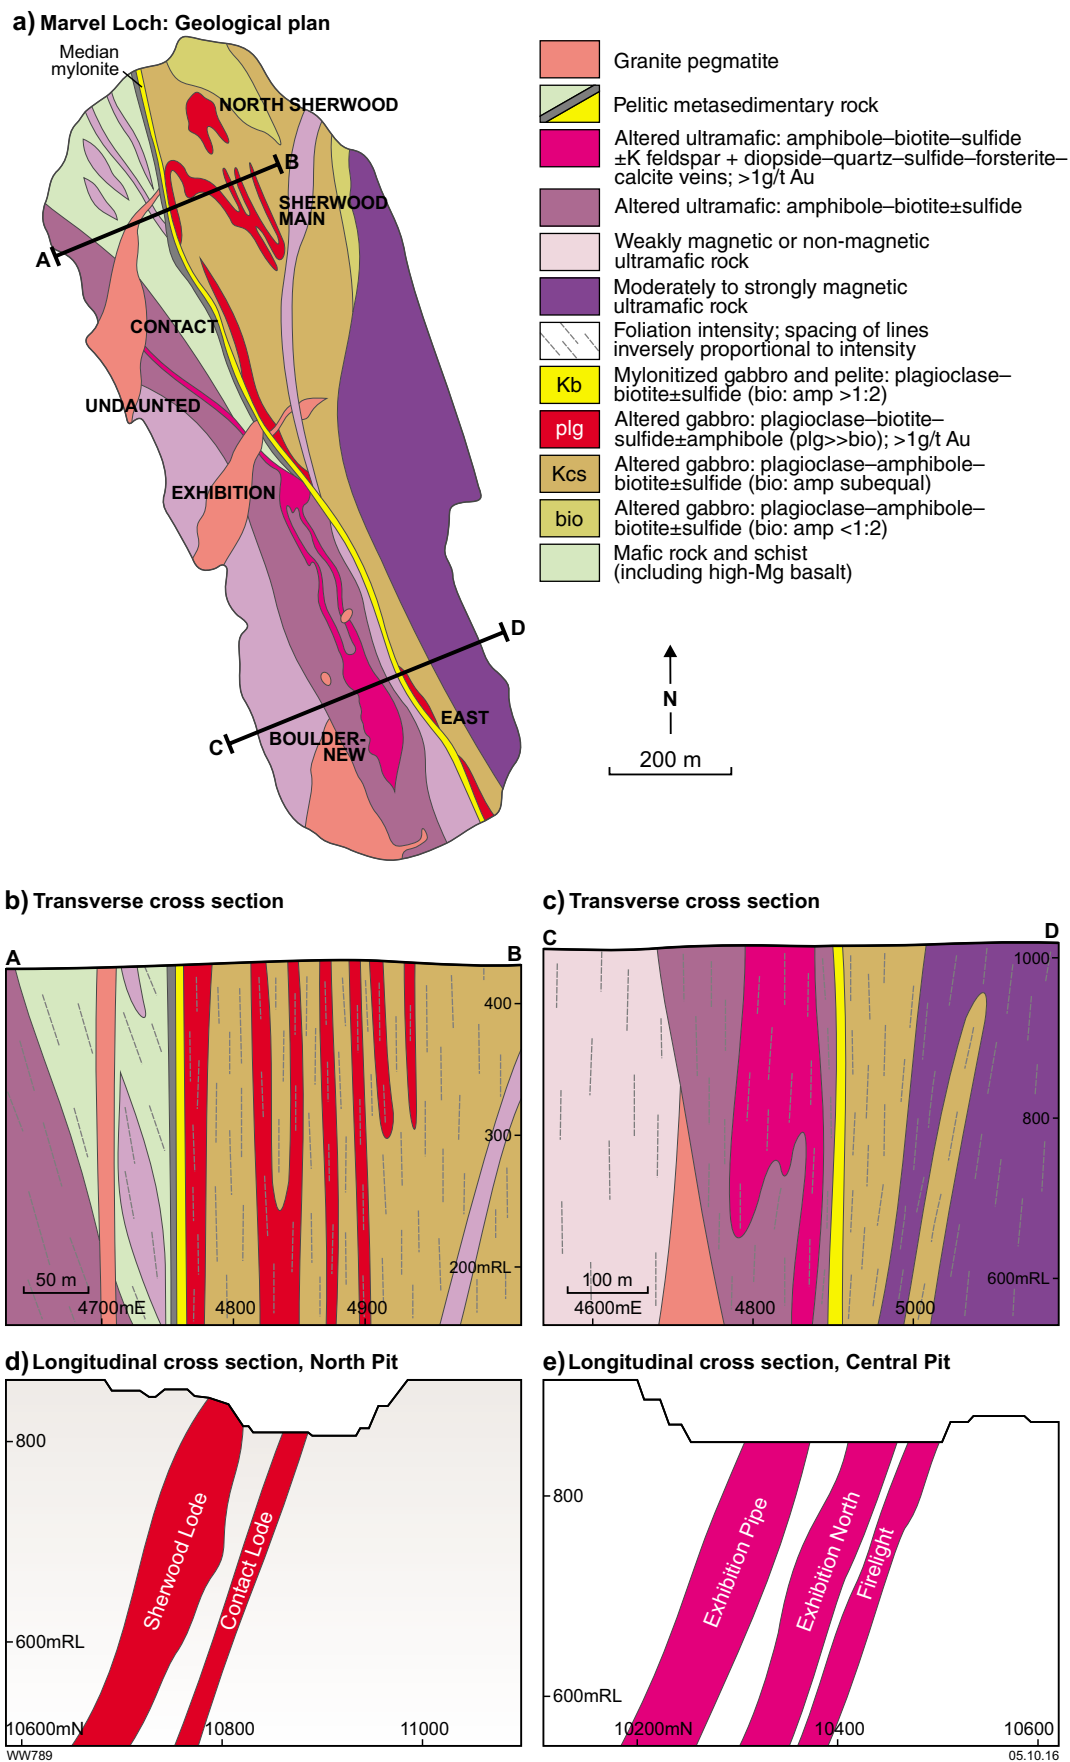 a) Marvel Loch: Geological plan
Median
mylonite
NORTH SHERWOOD
B
SHERWOOD
MAIN
A
CONTACT
UNDAUNTED
EXHIBITION
D
EAST
C
BOULDER-
NEW
Granite pegmatite
Pelitic metasedimentary rock
Altered ultramafic: amphibole–biotite–sulfide
±K feldspar + diopside–quartz–sulfide–forsterite–
calcite veins; >1g/t Au
Altered ultramafic: amphibole–biotite±sulfide
Weakly magnetic or non-magnetic
ultramafic rock
Moderately to strongly magnetic
ultramafic rock
Foliation intensity; spacing of lines
inversely proportional to intensity
Kb
Mylonitized gabbro and pelite: plagioclase–
biotite±sulfide (bio: amp >1:2)
plg
Altered gabbro: plagioclase–biotite–
sulfide±amphibole (plg>>bio); >1g/t Au
Kcs
Altered gabbro: plagioclase–amphibole–
biotite±sulfide (bio: amp subequal)
bio
Altered gabbro: plagioclase–amphibole–
biotite±sulfide (bio: amp <1:2)
Mafic rock and schist
(including high-Mg basalt)
N
200 m
b) Transverse cross section
A
B
400
300
200mRL
50 m
4700mE
4800
4900
c) Transverse cross section
C
D
1000
800
600mRL
100 m
4600mE
4800
5000
d) Longitudinal cross section, North Pit
800
600mRL
Sherwood Lode
Contact Lode
10600mN
10800
11000
e) Longitudinal cross section, Central Pit
800
600mRL
Exhibition Pipe
Exhibition North
Firelight
10200mN
10400
10600
WW789
05.10.16